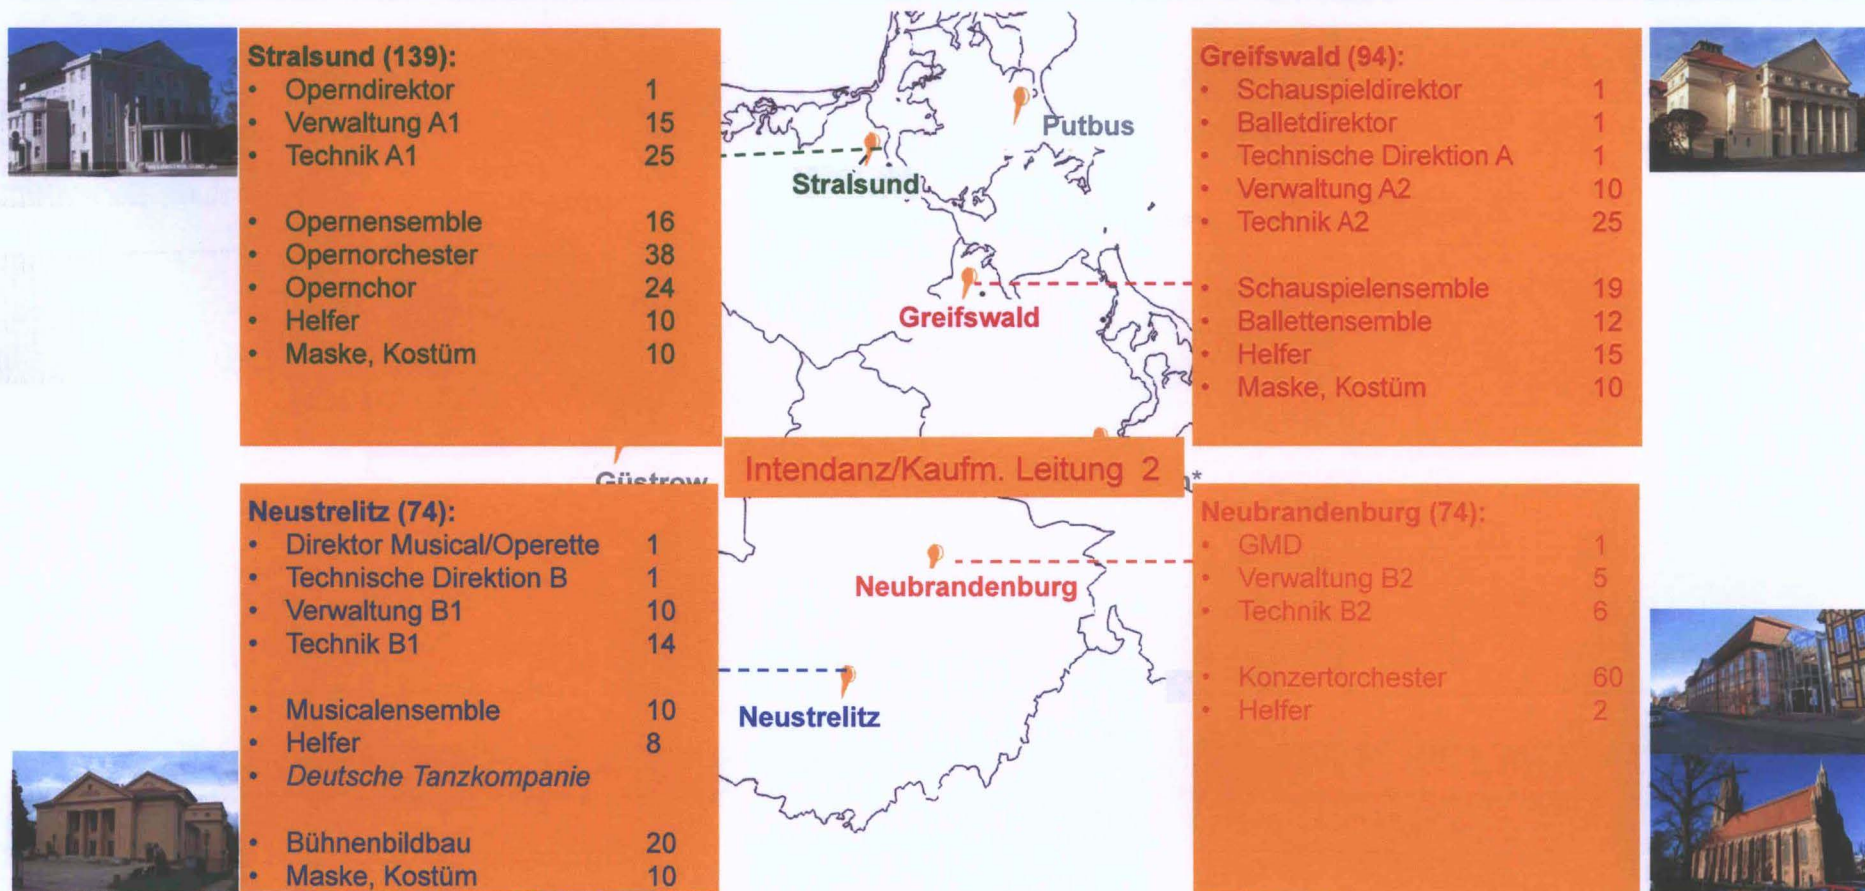 Stralsund (139):
• Operndirektor 1
• Verwaltung A1 15
• Technik A1 25
• Opernensemble 16
• Opernorchester 38
• Opernchor 24
• Helfer 10
• Maske, Kostüm 10
Putbus
Stralsund
Greifswald
Greifswald (94):
• Schauspieldirektor 1
• Balletdirektor 1
• Technische Direktion A 1
• Verwaltung A2 10
• Technik A2 25
• Schauspielensemble 19
• Ballettensemble 12
• Helfer 15
• Maske, Kostüm 10
Intendanz/Kaufm. Leitung 2
Güstrow
Neustrelitz (74):
• Direktor Musical/Operette 1
• Technische Direktion B 1
• Verwaltung B1 10
• Technik B1 14
• Musicalensemble 10
• Helfer 8
• Deutsche Tanzkompanie
• Bühnenbildbau 20
• Maske, Kostüm 10
Neubrandenburg
Neustrelitz
Neubrandenburg (74):
• GMD 1
• Verwaltung B2 5
• Technik B2 6
• Konzertorchester 60
• Helfer 2